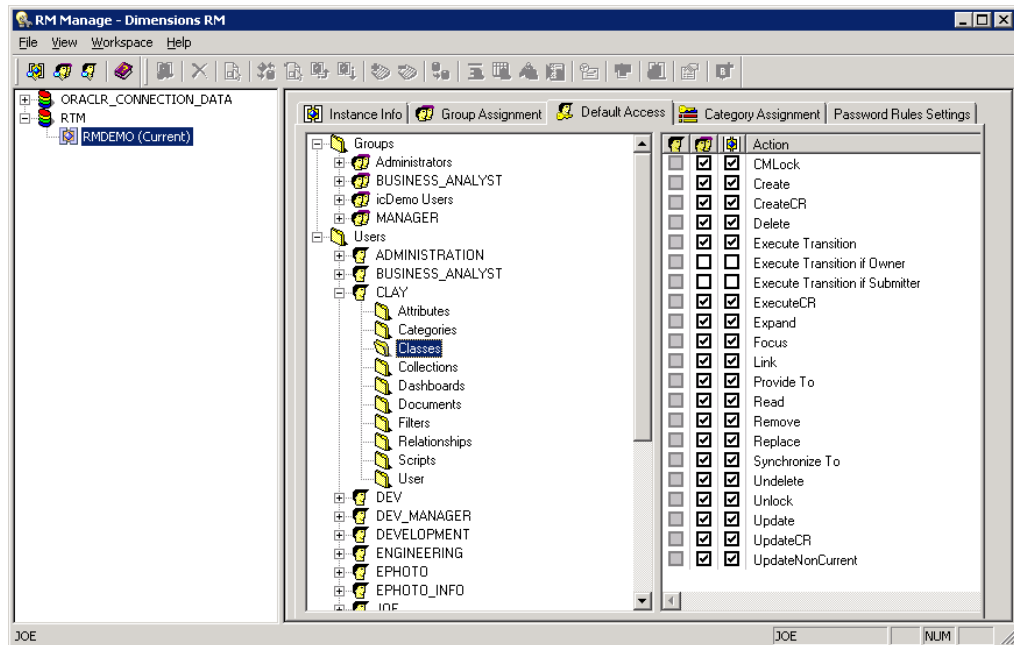 RM Manage - Dimensions RM
File View Workspace Help
ORACLR_CONNECTION_DATA
RTM
RMDEMO (Current)
Instance Info Group Assignment Default Access Category Assignment Password Rules Settings
Groups
Administrators
BUSINESS_ANALYST
icDemo Users
MANAGER
Users
ADMINISTRATION
BUSINESS_ANALYST
CLAY
Attributes
Categories
Classes
Collections
Dashboards
Documents
Filters
Relationships
Scripts
User
DEV
DEV_MANAGER
DEVELOPMENT
ENGINEERING
EPHOTO
EPHOTO_INFO
JOE
Action
CMLock
Create
CreateCR
Delete
Execute Transition
Execute Transition if Owner
Execute Transition if Submitter
ExecuteCR
Expand
Focus
Link
Provide To
Read
Remove
Replace
Synchronize To
Undelete
Unlock
Update
UpdateCR
UpdateNonCurrent
JOE JOE NUM